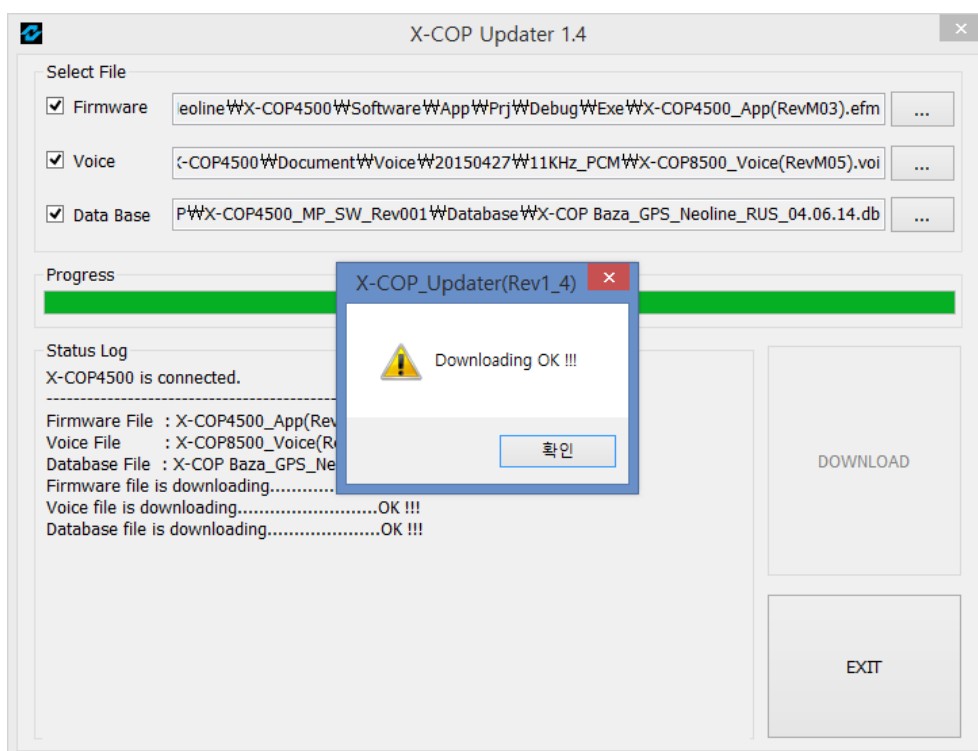 X-COP Updater 1.4
Select File
Firmware eoline₩X-COP4500₩Software₩App₩Prj₩Debug₩Exe₩X-COP4500_App(RevM03).efm ...
Voice -COP4500₩Document₩Voice₩20150427₩11KHz_PCM₩X-COP8500_Voice(RevM05).voi ...
Data Base P₩X-COP4500_MP_SW_Rev001₩Database₩X-COP Baza_GPS_Neoline_RUS_04.06.14.db ...
Progress
X-COP_Updater(Rev1_4)
Downloading OK !!!
확인
Status Log
X-COP4500 is connected.
--------------------------------------------
Firmware File : X-COP4500_App(Rev
Voice File : X-COP8500_Voice(R
Database File : X-COP Baza_GPS_Ne
Firmware file is downloading............
Voice file is downloading..........................OK !!!
Database file is downloading.....................OK !!!
DOWNLOAD
EXIT